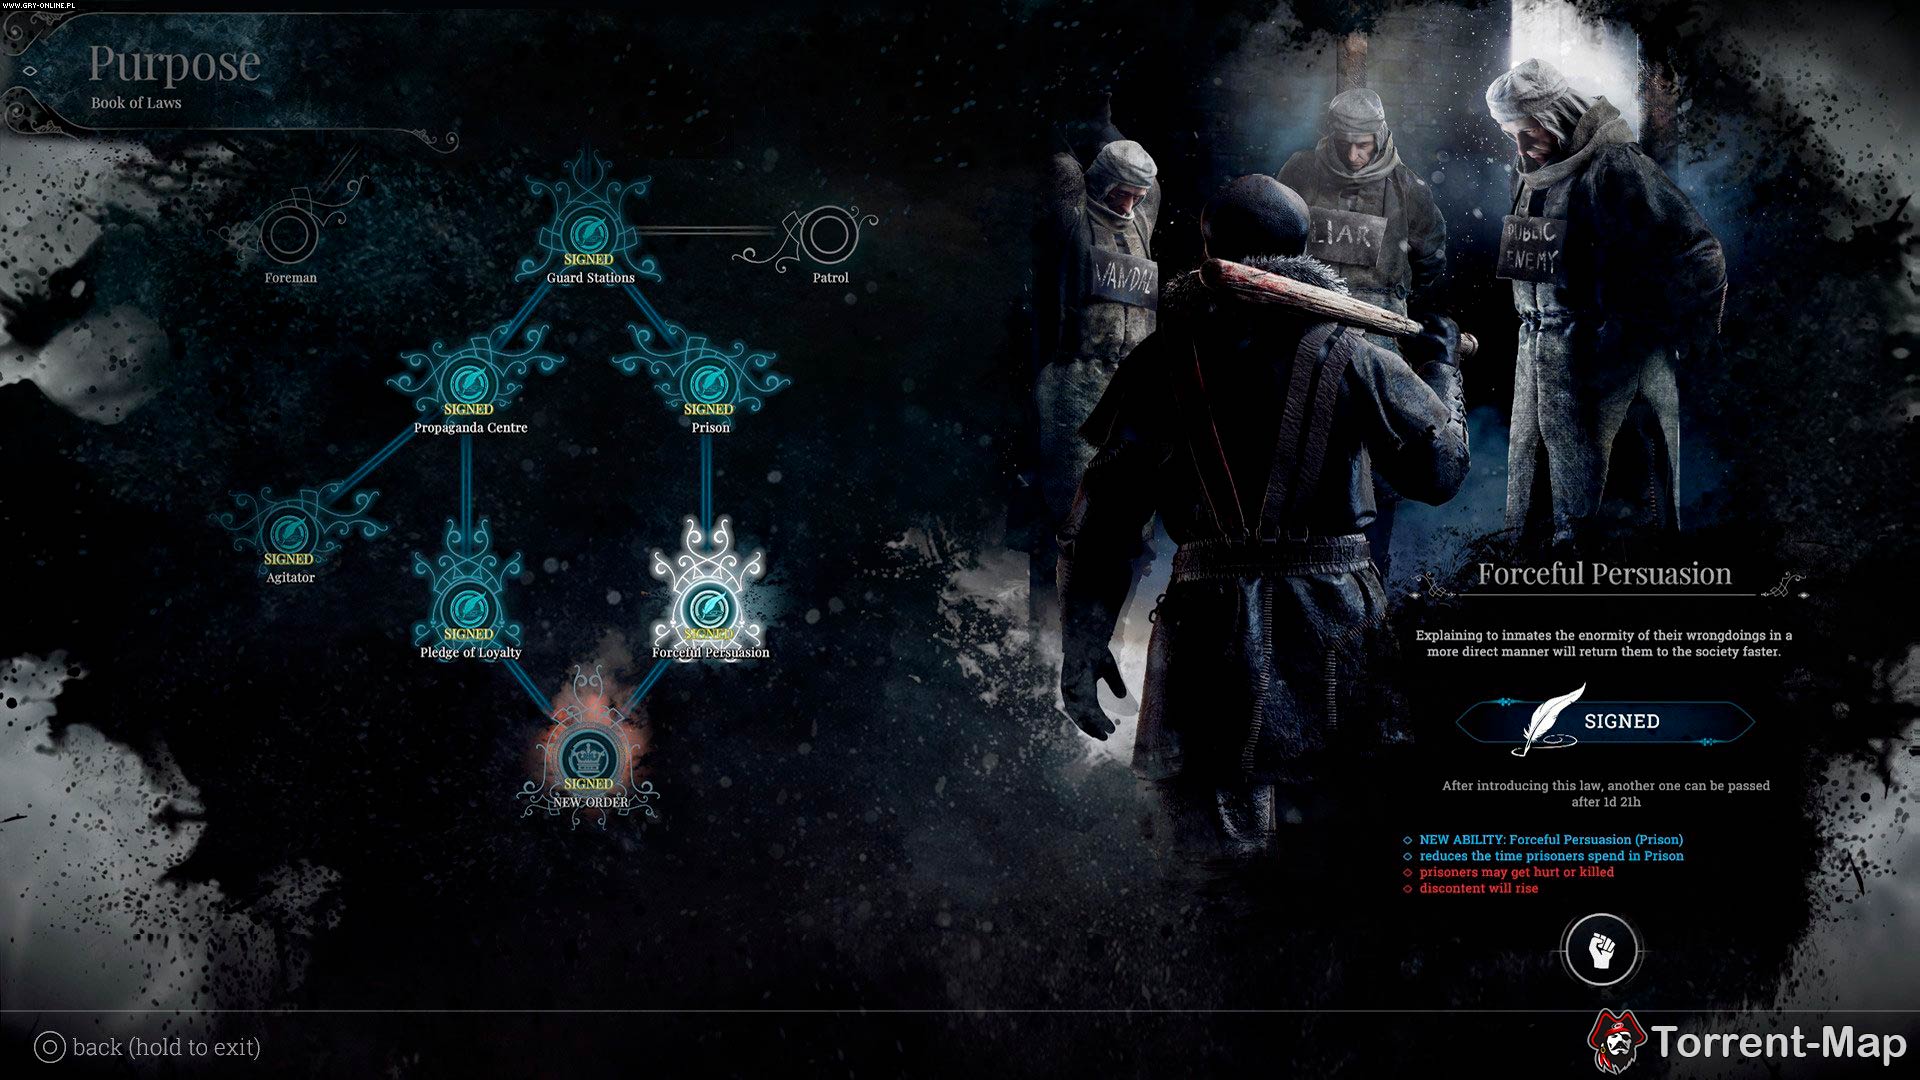 WWW.GRY-ONLINE.PL
Purpose
Book of Laws
Foreman
SIGNED
Guard Stations
Patrol
SIGNED
Propaganda Centre
SIGNED
Prison
SIGNED
Agitator
SIGNED
Pledge of Loyalty
SIGNED
Forceful Persuasion
SIGNED
NEW ORDER
VANDAL
LIAR
PUBLIC
ENEMY
Forceful Persuasion
Explaining to inmates the enormity of their wrongdoings in a
more direct manner will return them to the society faster.
SIGNED
After introducing this law, another one can be passed
after 1d 21h
NEW ABILITY: Forceful Persuasion (Prison)
reduces the time prisoners spend in Prison
prisoners may get hurt or killed
discontent will rise
back (hold to exit)
Torrent-Map